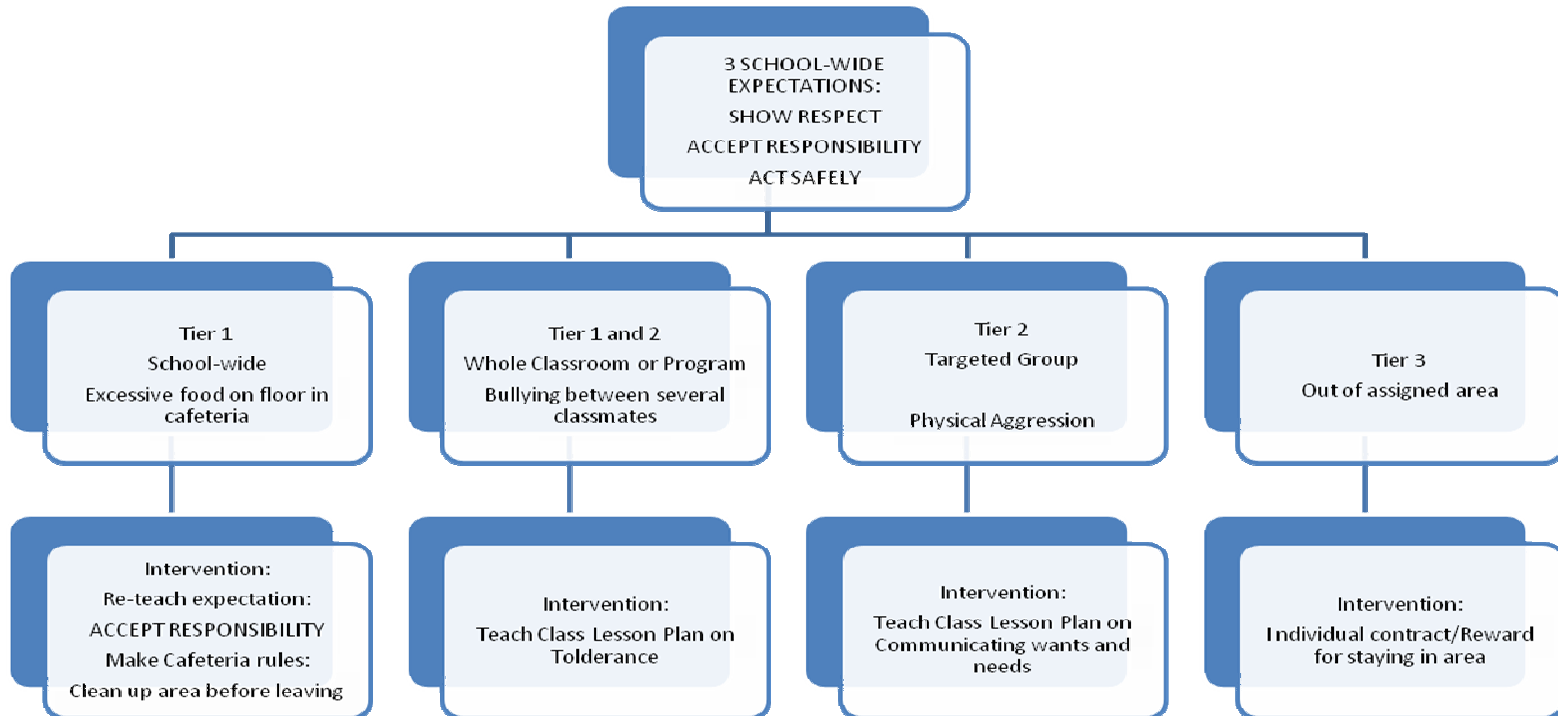 3 SCHOOL-WIDE
EXPECTATIONS:
SHOW RESPECT
ACCEPT RESPONSIBILITY
ACT SAFELY
Tier 1
School-wide
Excessive food on floor in
cafeteria
Tier 1 and 2
Whole Classroom or Program
Bullying between several
classmates
Tier 2
Targeted Group
Physical Aggression
Tier 3
Out of assigned area
Intervention:
Re-teach expectation:
ACCEPT RESPONSIBILITY
Make Cafeteria rules:
Clean up area before leaving
Intervention:
Teach Class Lesson Plan on
Tolderance
Intervention:
Teach Class Lesson Plan on
Communicating wants and
needs
Intervention:
Individual contract/Reward
for staying in area